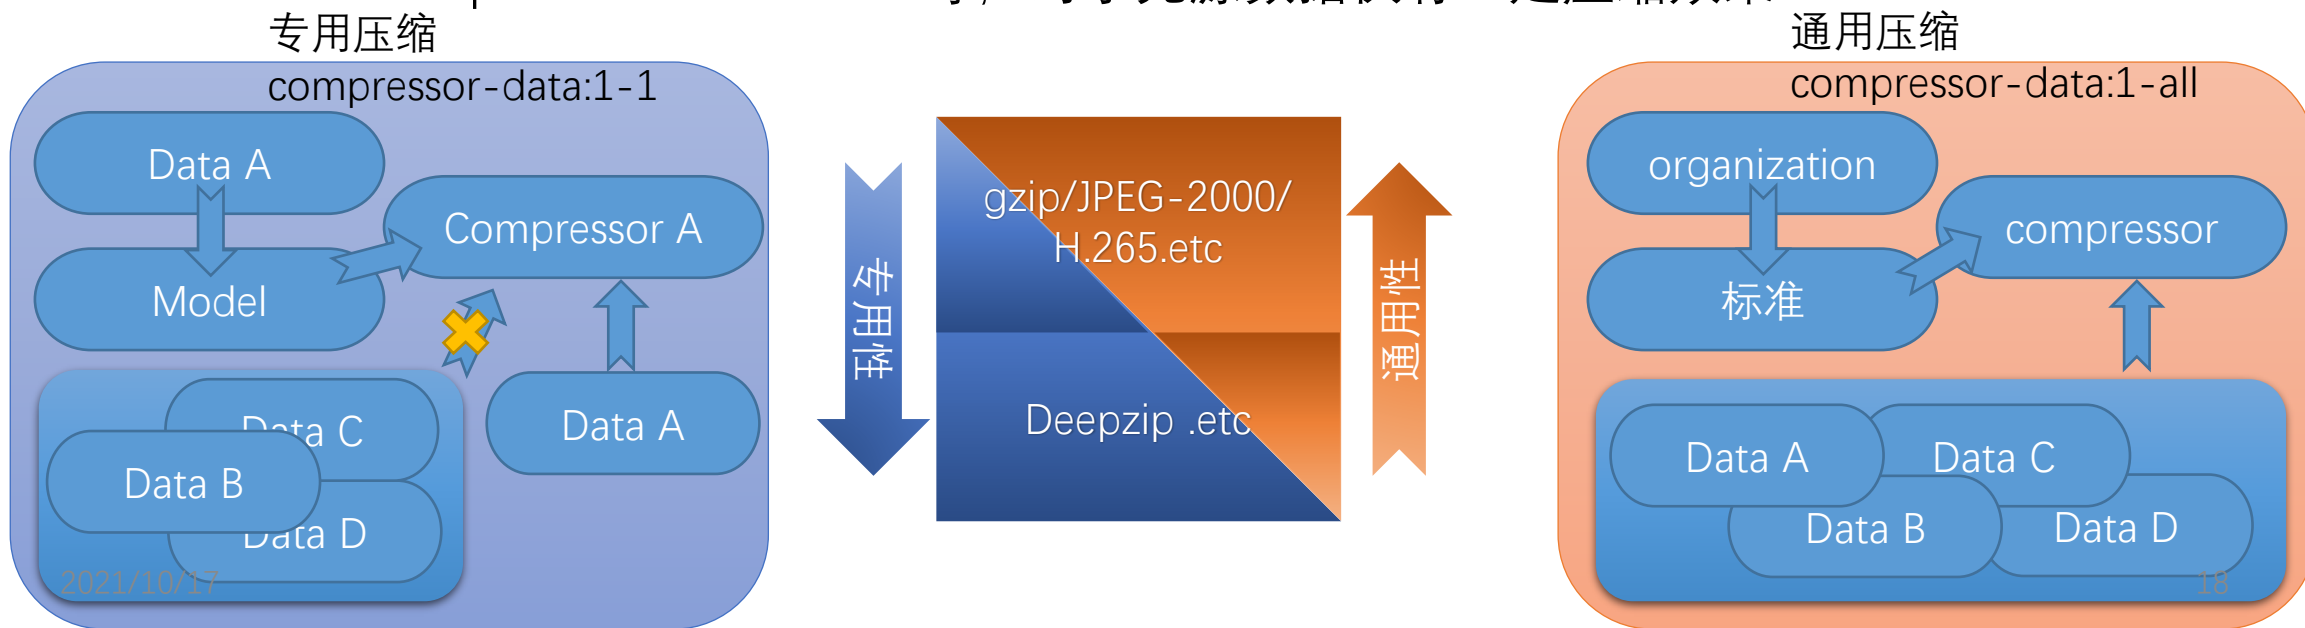 专用压缩
compressor-data:1-1
Data A
Compressor A
Model
Data C
Data B
Data D
Data A
2021/10/17
专用性
gzip/JPEG-2000/
H.265.etc
Deepzip .etc
通用性
通用压缩
compressor-data:1-all
organization
compressor
标准
Data A
Data C
Data B
Data D
18